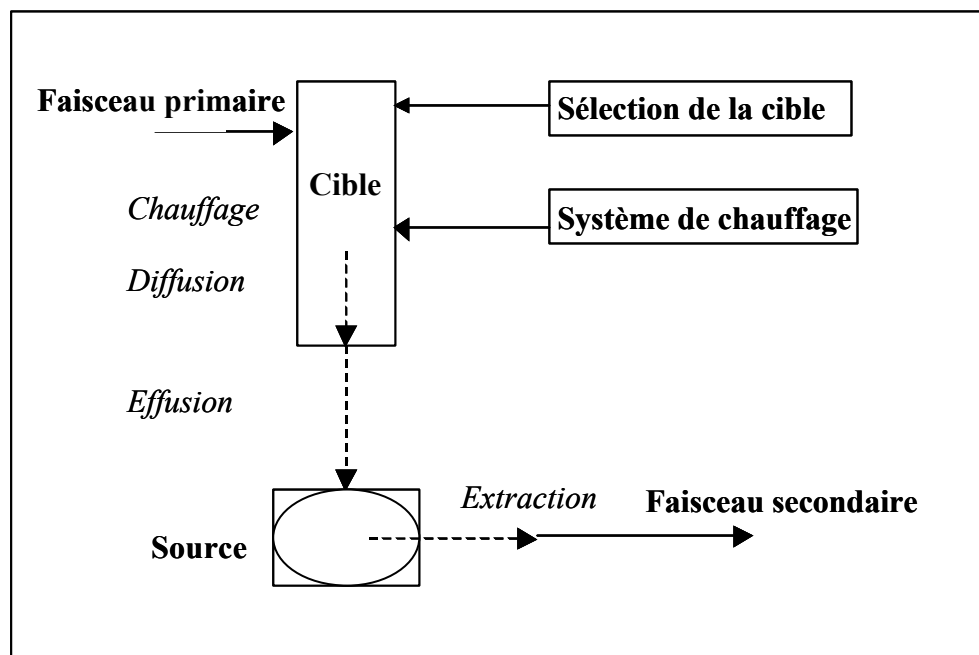 Faisceau primaire
Sélection de la cible
Cible
Chauffage
Système de chauffage
Diffusion
Effusion
Extraction
Faisceau secondaire
Source